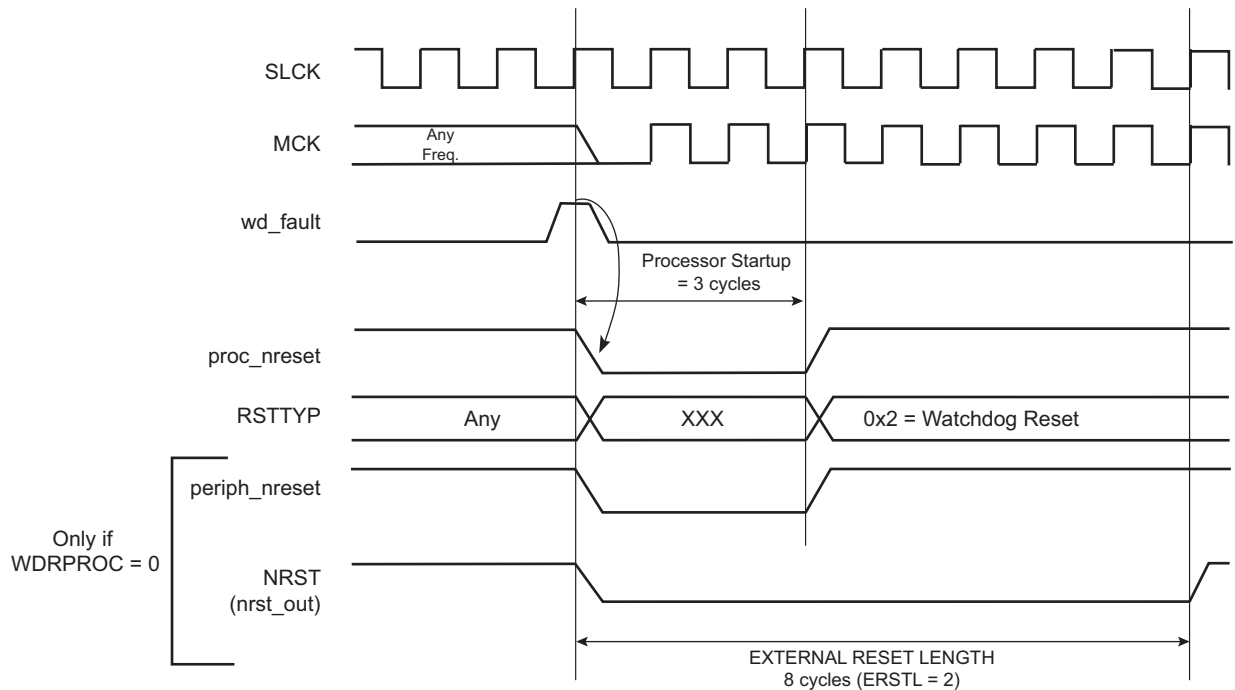 SLCK
MCK
Any
Freq.
wd_fault
Processor Startup
= 3 cycles
proc_nreset
RSTTYP
Any
XXX
0x2 = Watchdog Reset
periph_nreset
Only if
WDRPROC = 0
NRST
(nrst_out)
EXTERNAL RESET LENGTH
8 cycles (ERSTL = 2)